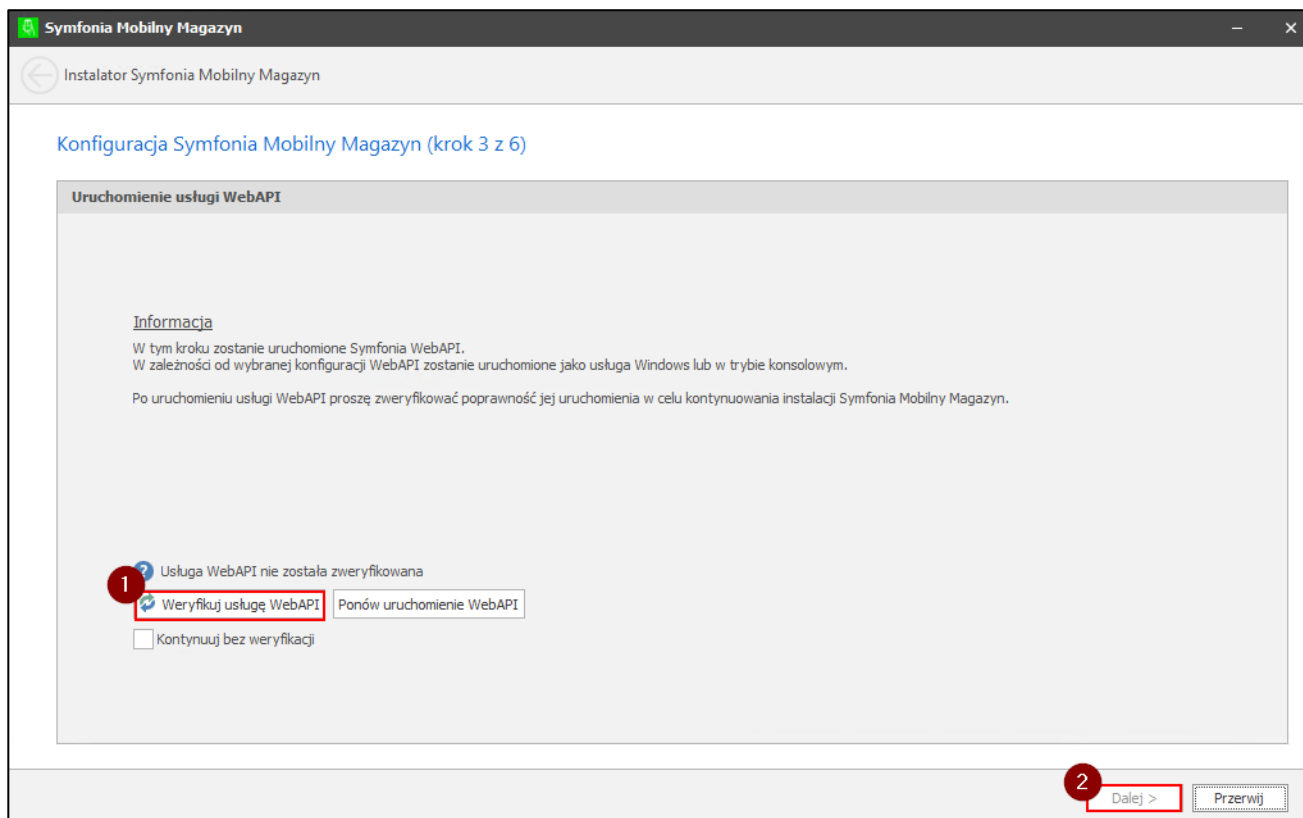 Symfonia Mobilny Magazyn
Instalator Symfonia Mobilny Magazyn
Konfiguracja Symfonia Mobilny Magazyn (krok 3 z 6)
Uruchomienie usługi WebAPI
Informacja
W tym kroku zostanie uruchomione Symfonia WebAPI.
W zależności od wybranej konfiguracji WebAPI zostanie uruchomione jako usługa Windows lub w trybie konsolowym.
Po uruchomieniu usługi WebAPI proszę zweryfikować poprawność jej uruchomienia w celu kontynuowania instalacji Symfonia Mobilny Magazyn.
? Usługa WebAPI nie została zweryfikowana
1 Weryfikuj usługę WebAPI Ponów uruchomienie WebAPI
Kontynuuj bez weryfikacji
2 Dalej > Przerwij